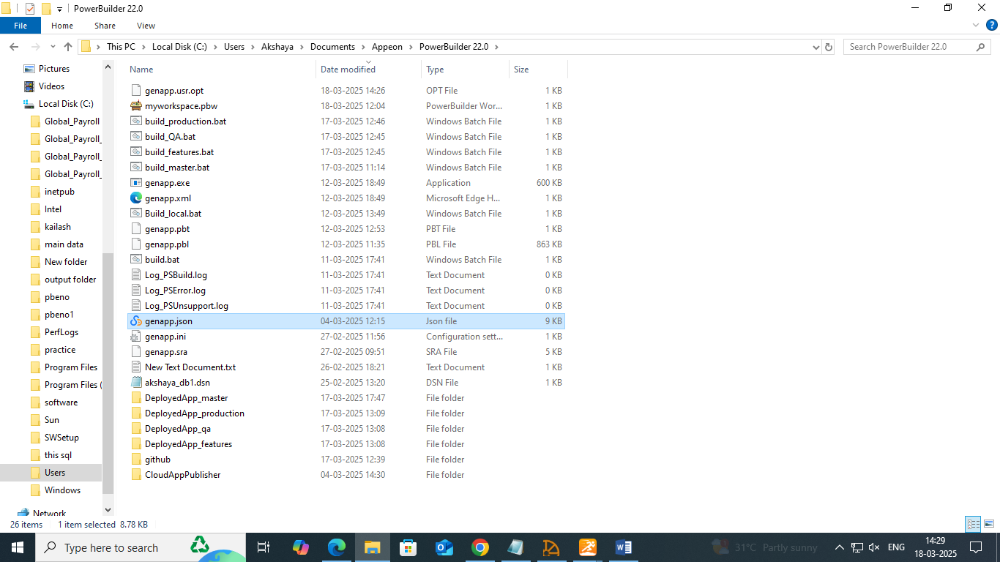 PowerBuilder 22.0
File Home Share View
This PC Local Disk (C:) Users Akshaya Documents Appeon PowerBuilder 22.0
Search PowerBuilder 22.0
Pictures
Videos
Local Disk (C:)
Global_Payroll
Global_Payroll_
Global_Payroll_
Global_Payroll_
inetpub
Intel
kailash
main data
New folder
output folder
pbeno
pbeno1
PerfLogs
practice
Program Files
Program Files (
software
Sun
SWSetup
this sql
Users
Windows
Network
Name Date modified Type Size
genapp.usr.opt 18-03-2025 14:26 OPT File 1 KB
myworkspace.pbw 18-03-2025 12:04 PowerBuilder Wor... 1 KB
build_production.bat 17-03-2025 12:46 Windows Batch File 1 KB
build_QA.bat 17-03-2025 12:45 Windows Batch File 1 KB
build_features.bat 17-03-2025 12:45 Windows Batch File 1 KB
build_master.bat 17-03-2025 11:14 Windows Batch File 1 KB
genapp.exe 12-03-2025 18:49 Application 600 KB
genapp.xml 12-03-2025 18:49 Microsoft Edge H... 1 KB
Build_local.bat 12-03-2025 13:49 Windows Batch File 1 KB
genapp.pbt 12-03-2025 12:53 PBT File 1 KB
genapp.pbl 12-03-2025 11:35 PBL File 863 KB
build.bat 11-03-2025 17:41 Windows Batch File 1 KB
Log_PSBuild.log 11-03-2025 17:41 Text Document 0 KB
Log_PSError.log 11-03-2025 17:41 Text Document 0 KB
Log_PSUnsupport.log 11-03-2025 17:41 Text Document 0 KB
genapp.json 04-03-2025 12:15 Json file 9 KB
genapp.ini 27-02-2025 11:56 Configuration sett... 1 KB
genapp.sra 27-02-2025 09:51 SRA File 5 KB
New Text Document.txt 26-02-2025 18:21 Text Document 1 KB
akshaya_db1.dsn 25-02-2025 13:20 DSN File 1 KB
DeployedApp_master 17-03-2025 17:47 File folder
DeployedApp_production 17-03-2025 13:09 File folder
DeployedApp_qa 17-03-2025 13:08 File folder
DeployedApp_features 17-03-2025 13:08 File folder
github 17-03-2025 12:39 File folder
CloudAppPublisher 04-03-2025 14:30 File folder
26 items 1 item selected 8.78 KB
Type here to search
31°C Partly sunny
ENG
14:29
18-03-2025